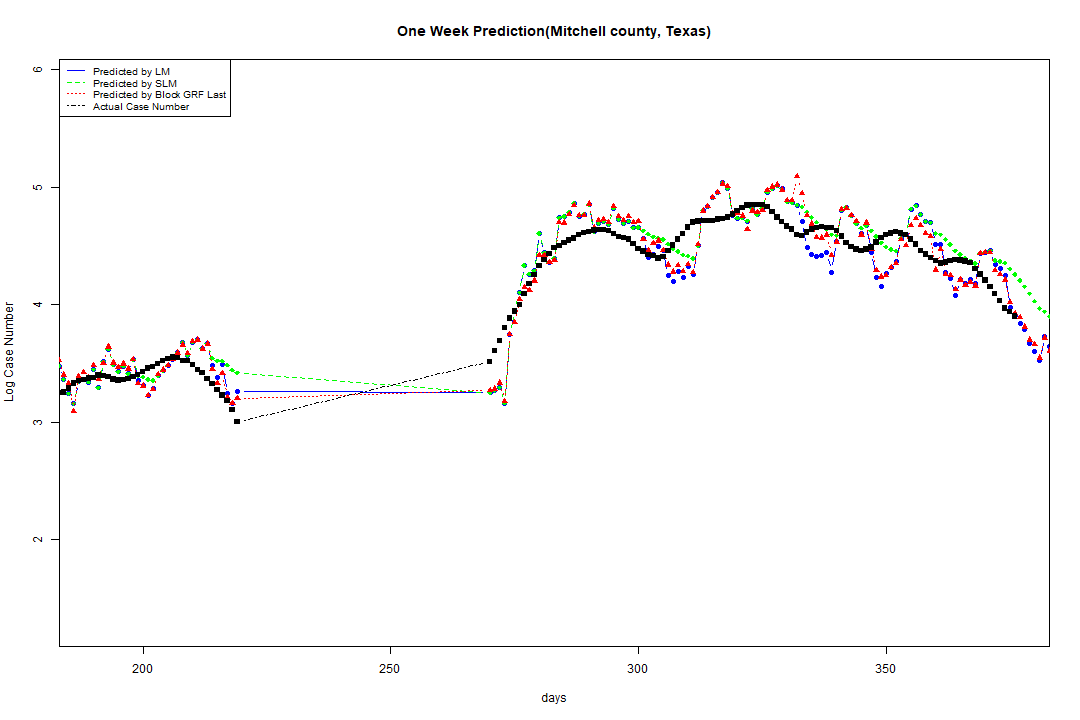 One Week Prediction(Mitchell county, Texas)
Predicted by LM
Predicted by SLM
Predicted by Block GRF Last
Actual Case Number
6
5
4
3
2
Log Case Number
200
250
300
350
days